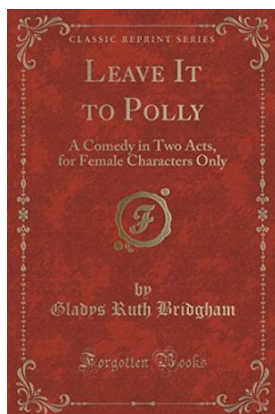 CLASSIC REPRINT SERIES
LEAVE IT
TO POLLY
A Comedy in Two Acts,
for Female Characters Only
F
by
Gladys Ruth Bridgham
Forgotten Books